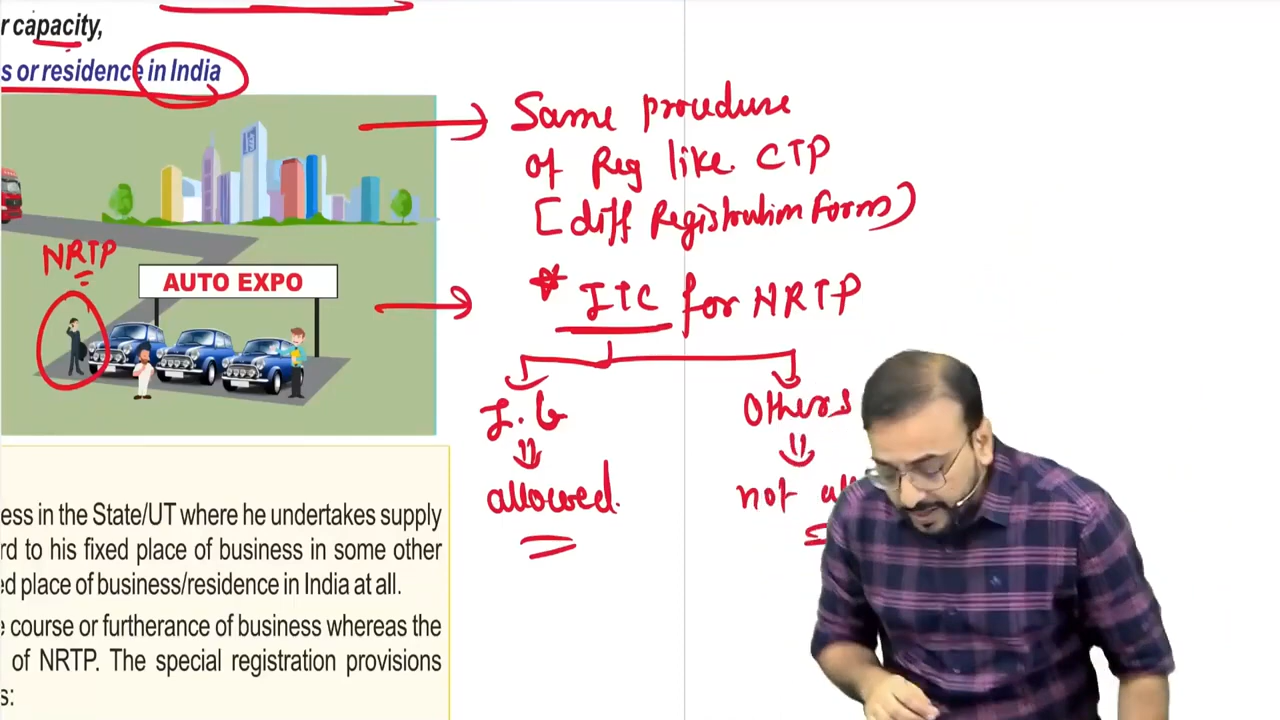 r capacity,
s or residence in India
Same procedure
of Reg like CTP
[diff Registration Forms)
NRTP
AUTO EXPO
* ITC for NRTP
I.G
Others
allowed.
not all
ess in the State/UT where he undertakes supply
rd to his fixed place of business in some other
ed place of business/residence in India at all.
e course or furtherance of business whereas the
of NRTP. The special registration provisions
s: